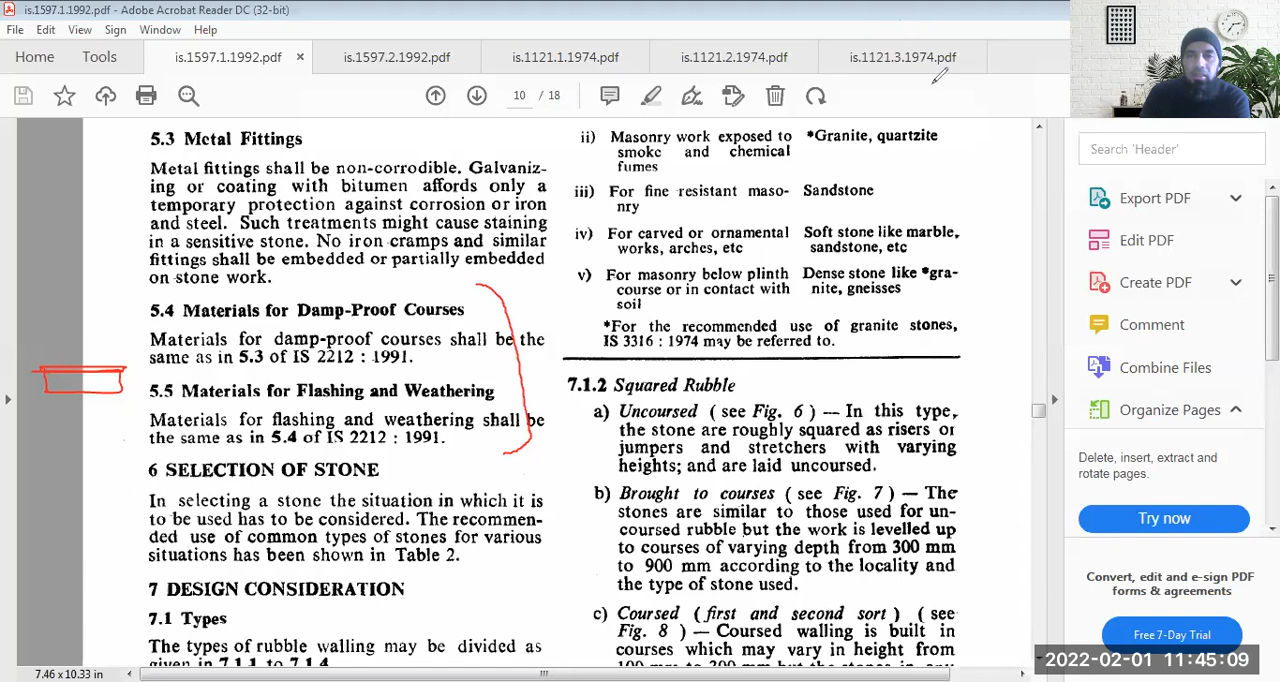 is.1597.1.1992.pdf - Adobe Acrobat Reader DC (32-bit)
File Edit View Sign Window Help
Home Tools is.1597.1.1992.pdf × is.1597.2.1992.pdf is.1121.1.1974.pdf is.1121.2.1974.pdf is.1121.3.1974.pdf
10 / 18
5.3 Metal Fittings
Metal fittings shall be non-corrodible. Galvaniz-
ing or coating with bitumen affords only a
temporary protection against corrosion or iron
and steel. Such treatments might cause staining
in a sensitive stone. No iron cramps and similar
fittings shall be embedded or partially embedded
on stone work.
5.4 Materials for Damp-Proof Courses
Materials for damp-proof courses shall be the
same as in 5.3 of IS 2212 : 1991.
5.5 Materials for Flashing and Weathering
Materials for flashing and weathering shall be
the same as in 5.4 of IS 2212 : 1991.
6 SELECTION OF STONE
In selecting a stone the situation in which it is
to be used has to be considered. The recommen-
ded use of common types of stones for various
situations has been shown in Table 2.
7 DESIGN CONSIDERATION
7.1 Types
The types of rubble walling may be divided as
given in 7.1.1 to 7.1.4
ii) Masonry work exposed to *Granite, quartzite
smoke and chemical
fumes
iii) For fine resistant maso- Sandstone
nry
iv) For carved or ornamental Soft stone like marble,
works, arches, etc sandstone, etc
v) For masonry below plinth Dense stone like *gra-
course or in contact with nite, gneisses
soil
*For the recommended use of granite stones,
IS 3316 : 1974 may be referred to.
7.1.2 Squared Rubble
a) Uncoursed ( see Fig. 6 ) — In this type,
the stone are roughly squared as risers or
jumpers and stretchers with varying
heights; and are laid uncoursed.
b) Brought to courses ( see Fig. 7 ) — The
stones are similar to those used for un-
coursed rubble but the work is levelled up
to courses of varying depth from 300 mm
to 900 mm according to the locality and
the type of stone used.
c) Coursed ( first and second sort ) ( see
Fig. 8 ) — Coursed walling is built in
courses which may vary in height from
100 mm to 300 mm but the stones in any
7.46 x 10.33 in
Search 'Header'
Export PDF
Edit PDF
Create PDF
Comment
Combine Files
Organize Pages
Delete, insert, extract and
rotate pages.
Try now
Convert, edit and e-sign PDF
forms & agreements
Free 7-Day Trial
2022-02-01 11:45:09